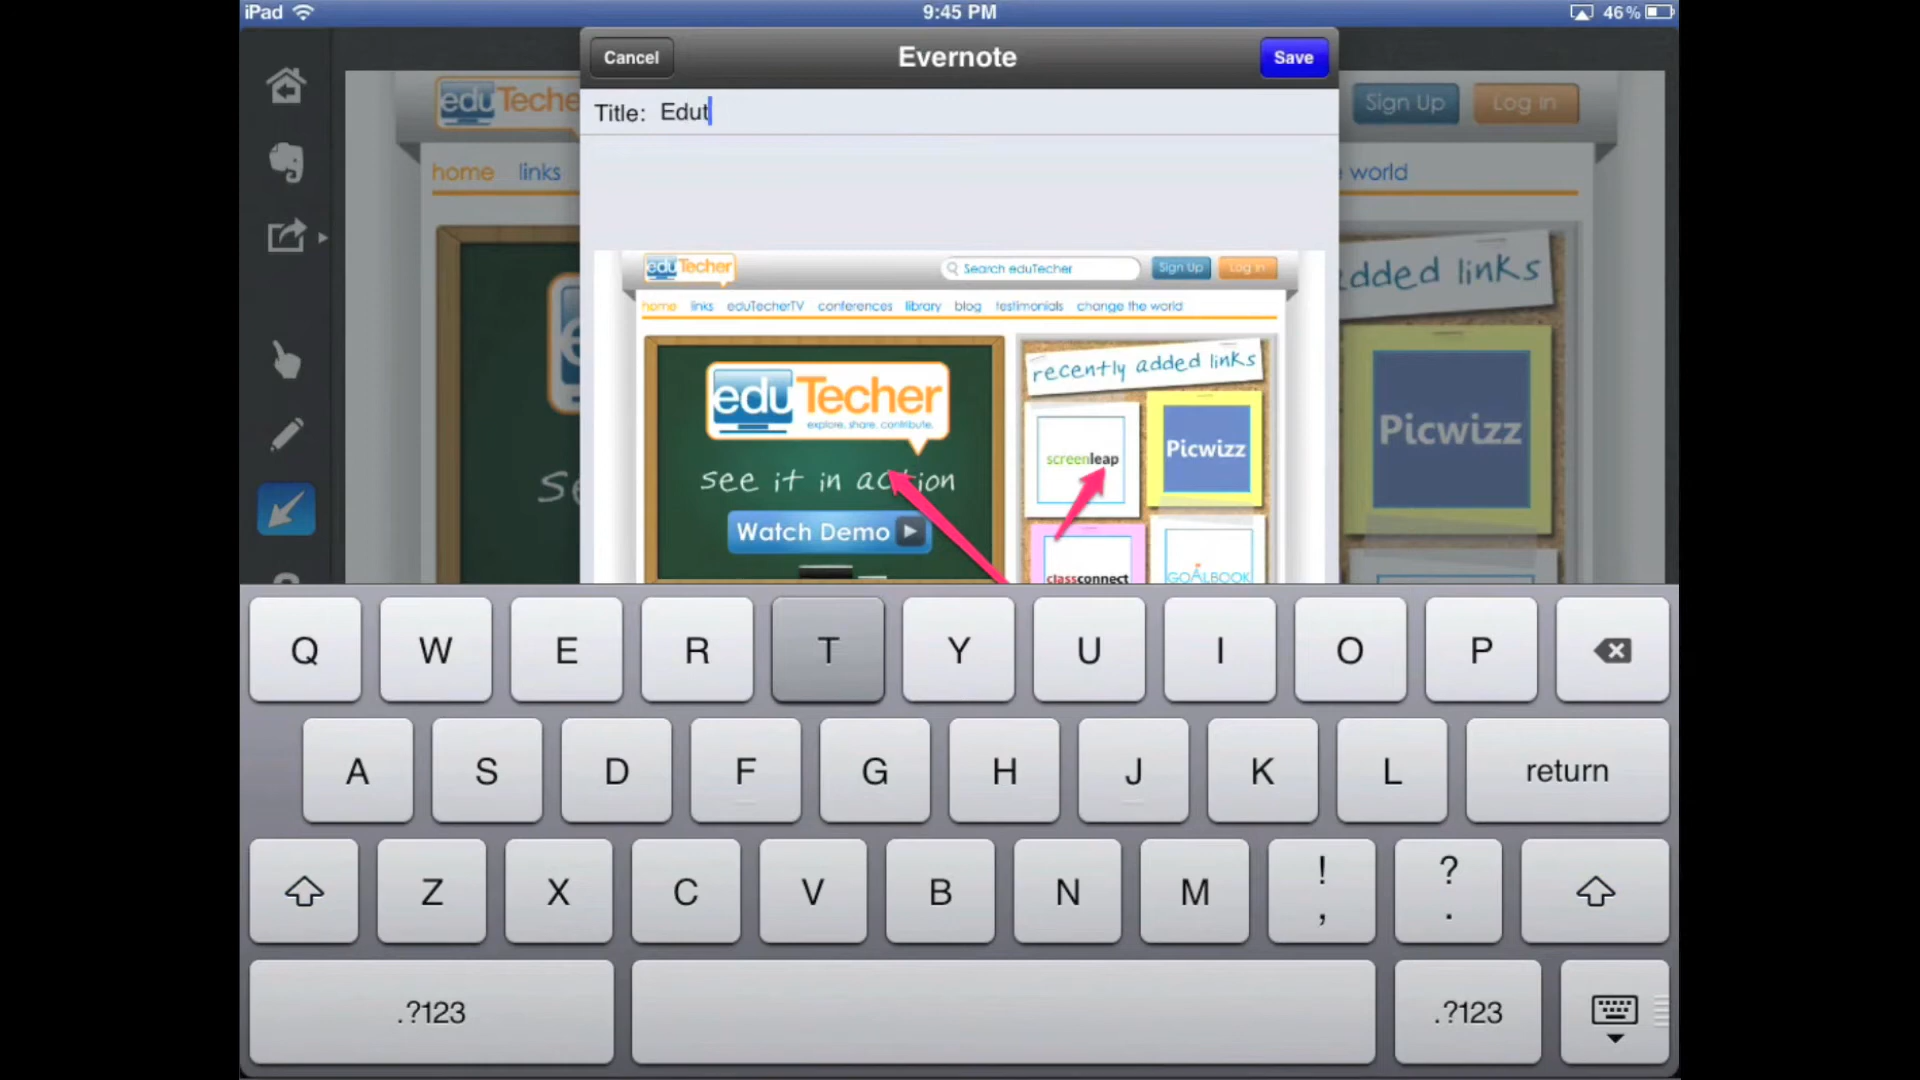 iPad 9:45 PM 46%
Cancel Evernote Save
Title: Edut
eduTeche Sign Up Log in
home links world
added links
Picwizz
eduTecher Search eduTecher Sign Up Log in
home links eduTecherTV conferences library blog testimonials change the world
eduTecher
explore. share. contribute.
see it in action
Watch Demo
recently added links
screenleap Picwizz
classconnect GOALBOOK
Q W E R T Y U I O P
A S D F G H J K L return
Z X C V B N M ! , ? .
.?123 .?123